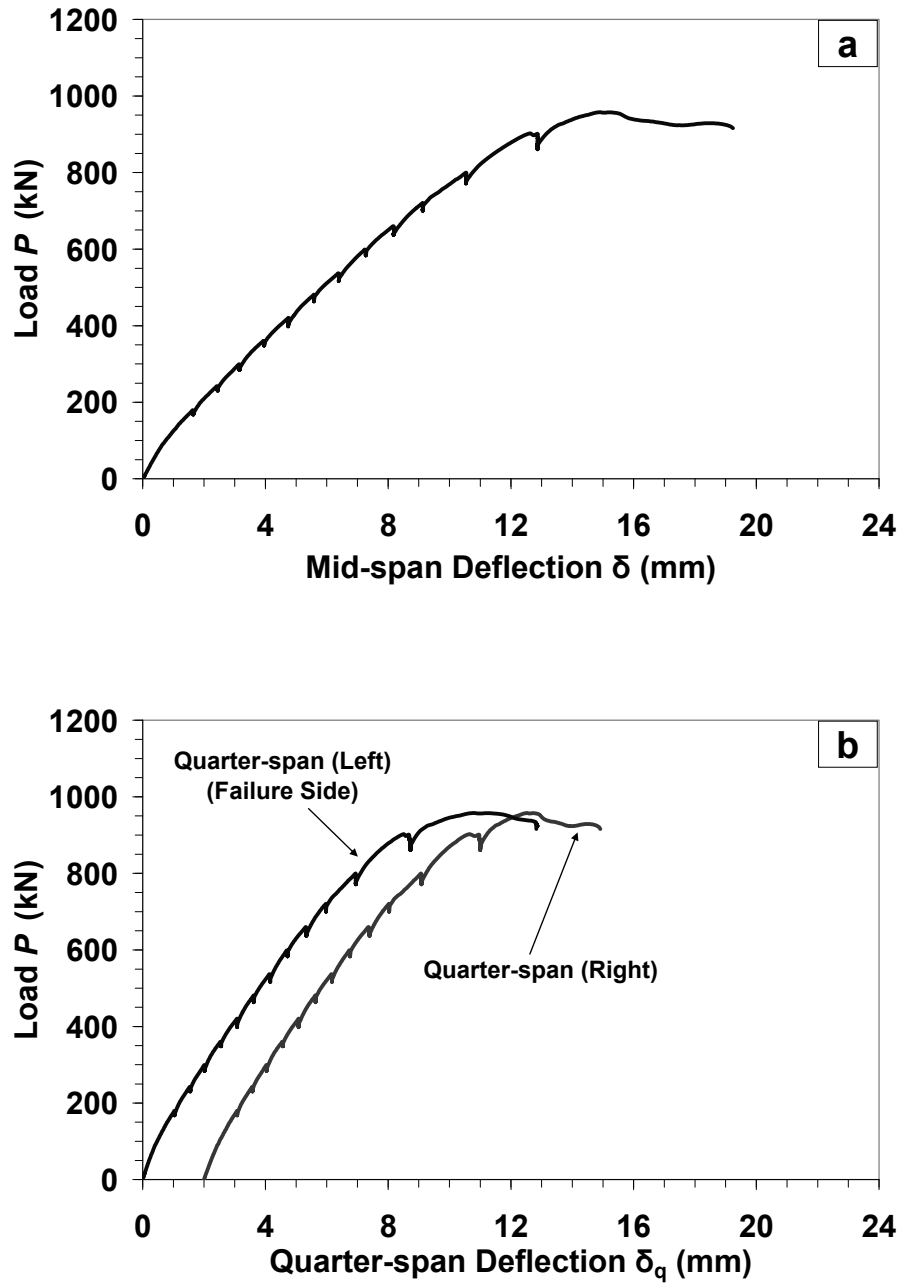 a
1200
1000
800
600
400
200
0
Load P (kN)
0 4 8 12 16 20 24
Mid-span Deflection δ (mm)
b
1200
1000
800
600
400
200
0
Load P (kN)
Quarter-span (Left)
(Failure Side)
Quarter-span (Right)
0 4 8 12 16 20 24
Quarter-span Deflection δq (mm)